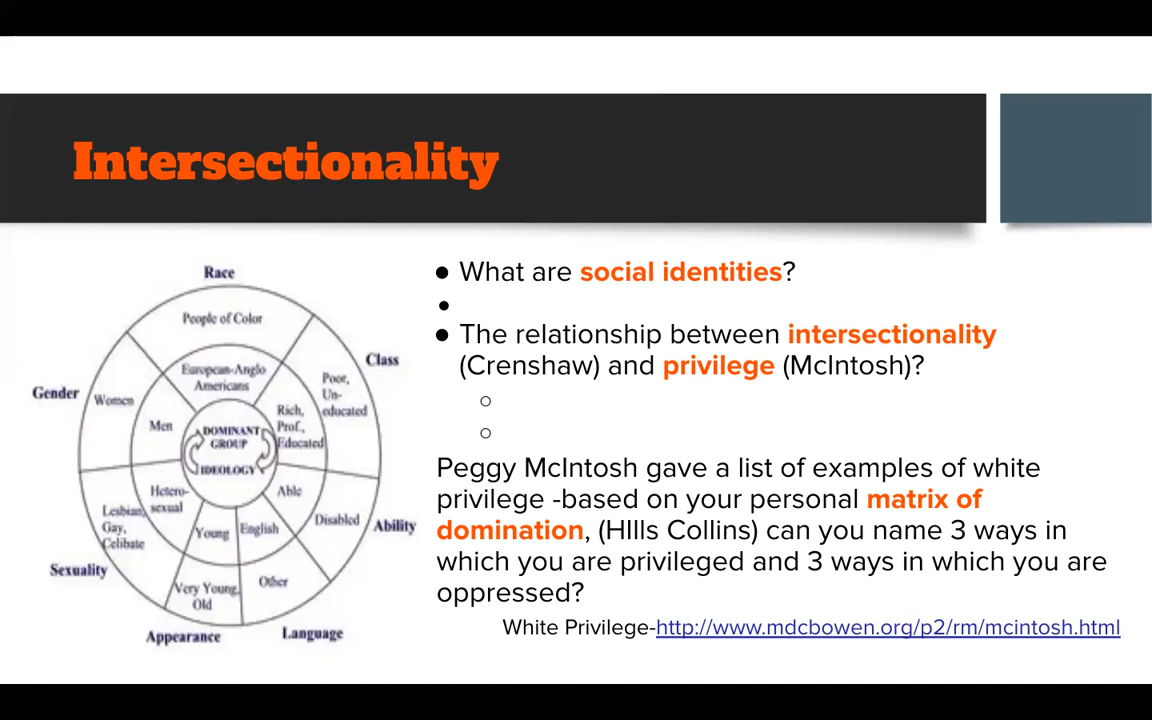 Intersectionality
● What are social identities?
●
● The relationship between intersectionality
(Crenshaw) and privilege (McIntosh)?
○
○
Peggy McIntosh gave a list of examples of white
privilege -based on your personal matrix of
domination, (HIlls Collins) can you name 3 ways in
which you are privileged and 3 ways in which you are
oppressed?
White Privilege-http://www.mdcbowen.org/p2/rm/mcintosh.html
Race
People of Color
European-Anglo
Americans
Class
Poor,
Un-
educated
Rich,
Prof.,
Educated
Gender
Women
Men
DOMINANT
GROUP
IDEOLOGY
Hetero-
sexual
Lesbian,
Gay,
Celibate
Sexuality
Able
Disabled
Ability
Young
English
Very Young,
Old
Other
Appearance
Language